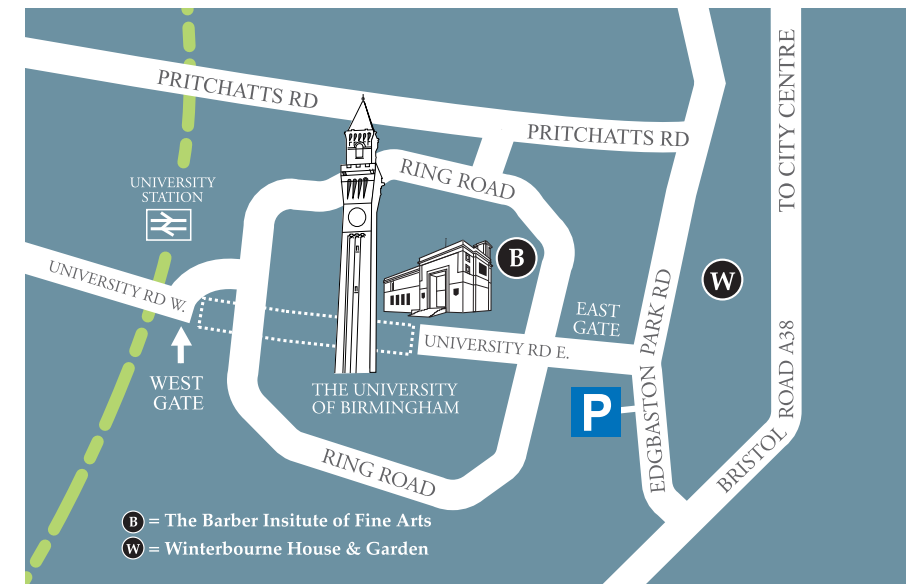 PRITCHATTS RD
PRITCHATTS RD
TO CITY CENTRE
RING ROAD
UNIVERSITY
STATION
B
W
UNIVERSITY RD W.
EAST
GATE
EDGBASTON PARK RD
UNIVERSITY RD E.
BRISTOL ROAD A38
WEST
GATE
THE UNIVERSITY
OF BIRMINGHAM
P
RING ROAD
B = The Barber Insitute of Fine Arts
W = Winterbourne House & Garden